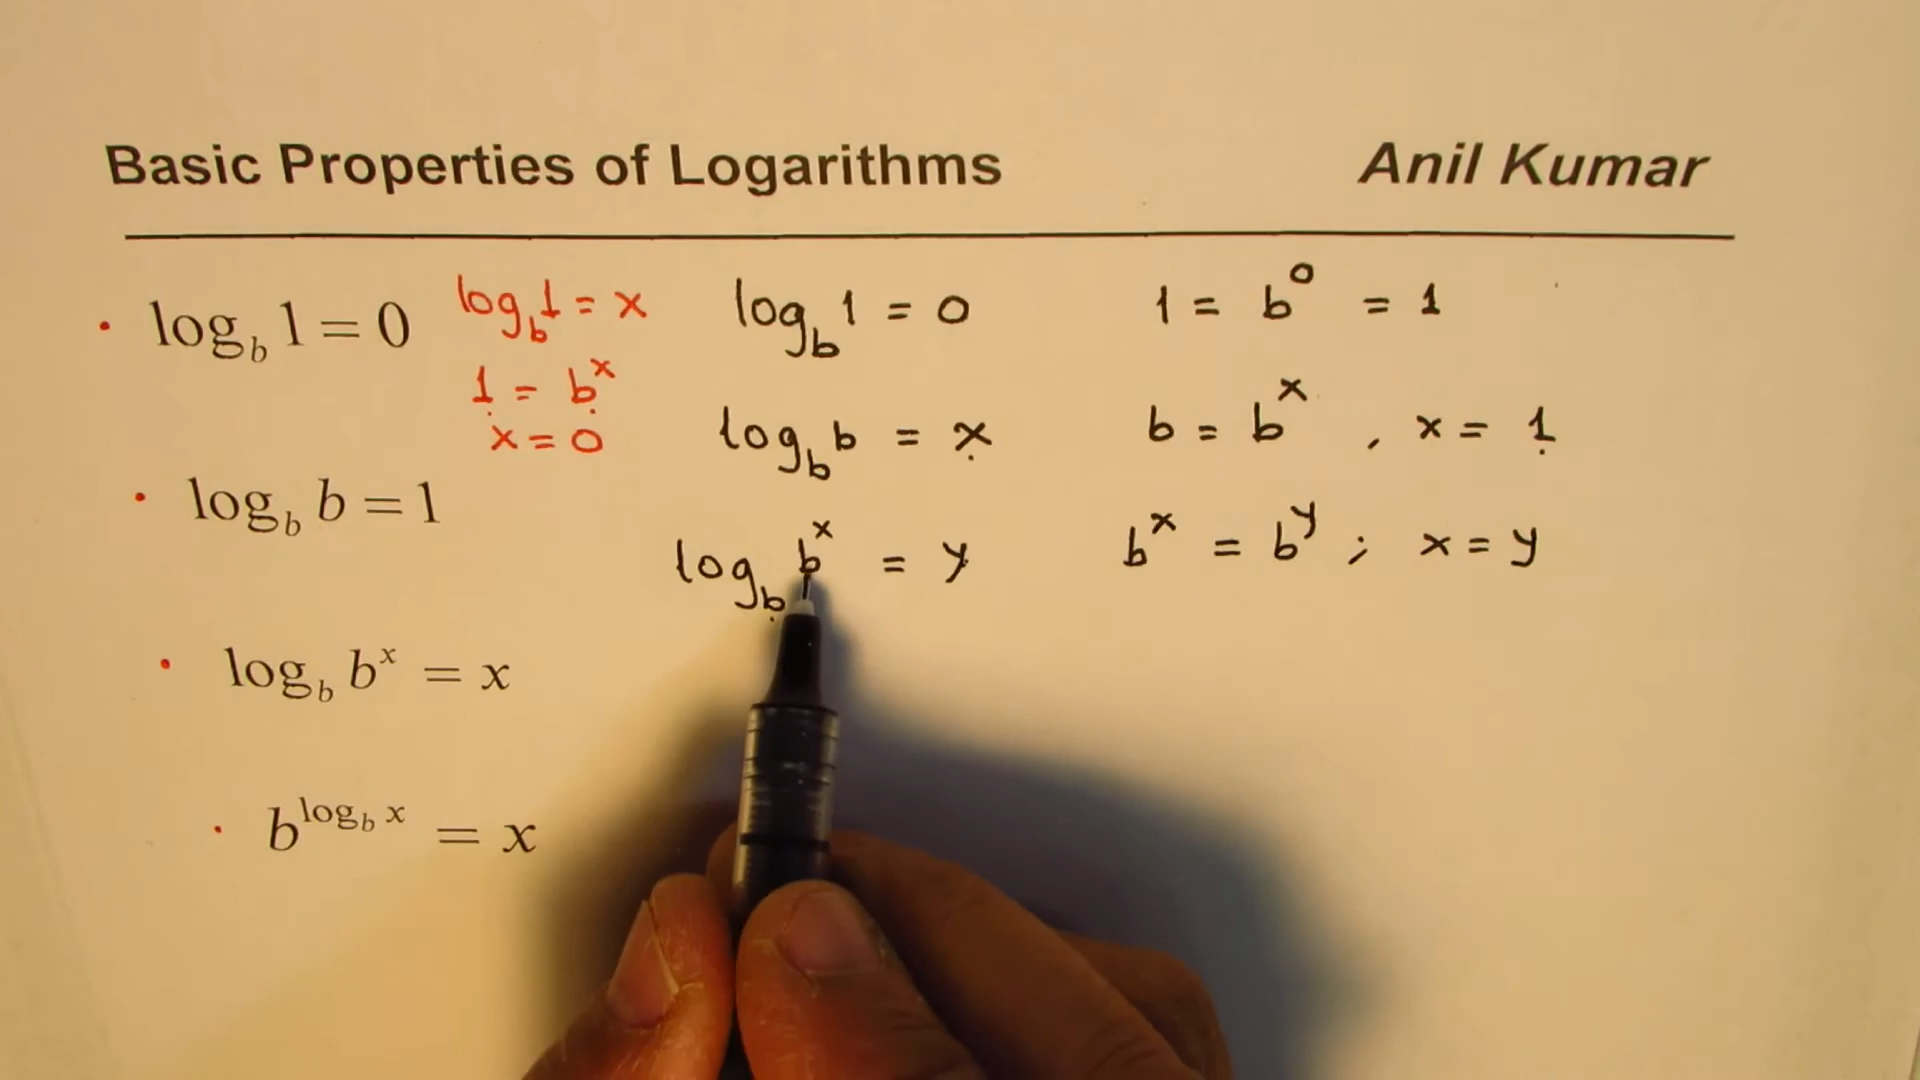 Basic Properties of Logarithms Anil Kumar
• log_b 1 = 0 log_b 1 = x log_b 1 = 0 1 = b^0 = 1
1 = b^x
x = 0
log_b b = x b = b^x , x = 1
• log_b b = 1
log_b b^x = y b^x = b^y ; x = y
• log_b b^x = x
• b^(log_b x) = x